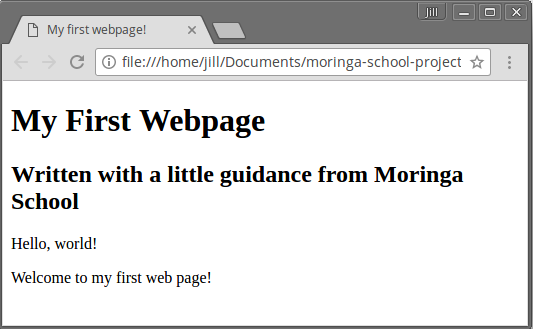 Jill
My first webpage!
file:///home/jill/Documents/moringa-school-project
My First Webpage
Written with a little guidance from Moringa
School
Hello, world!
Welcome to my first web page!